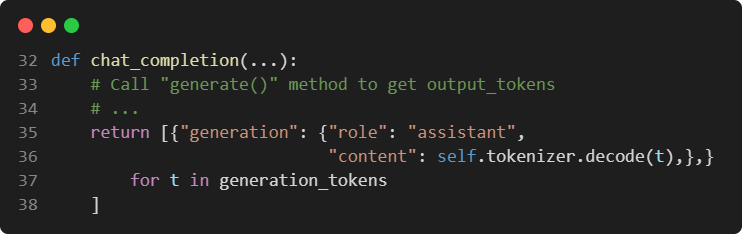 32 def chat_completion(...):
33     # Call "generate()" method to get output_tokens
34     # ...
35     return [{"generation": {"role": "assistant",
36                             "content": self.tokenizer.decode(t),},}
37         for t in generation_tokens
38     ]